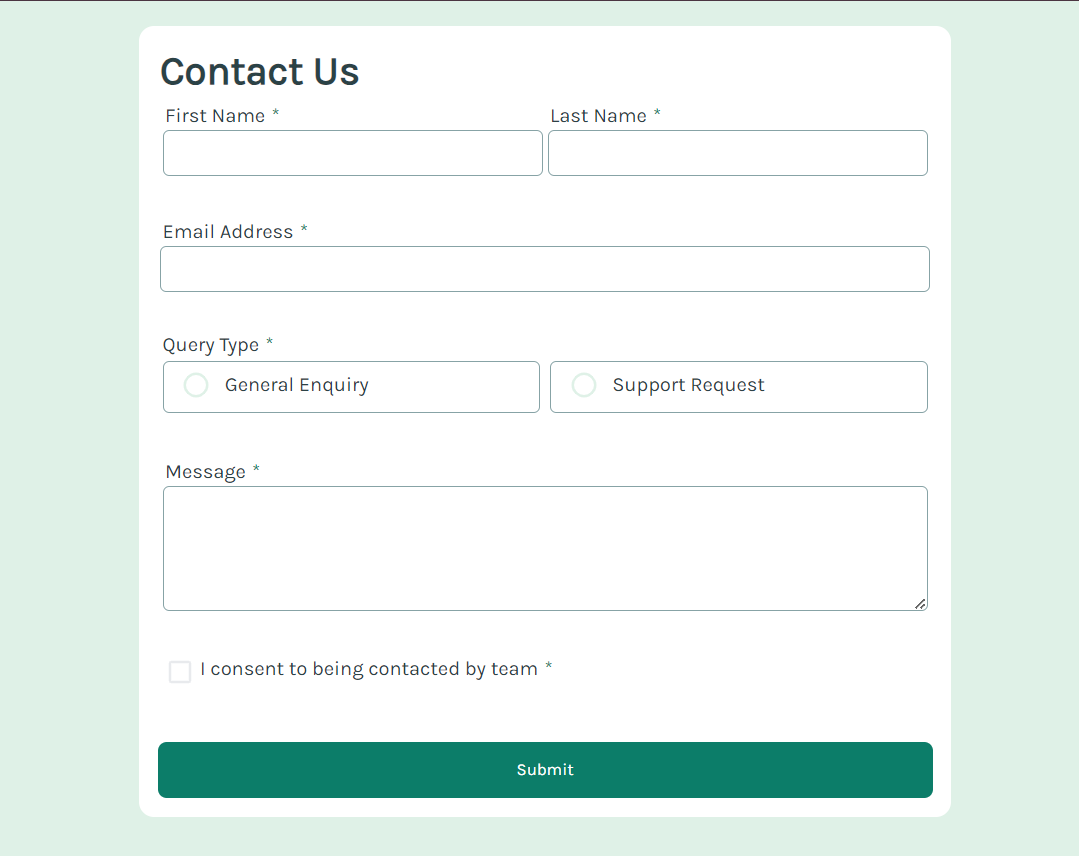 Contact Us
First Name * Last Name *
Email Address *
Query Type *
General Enquiry Support Request
Message *
I consent to being contacted by team *
Submit